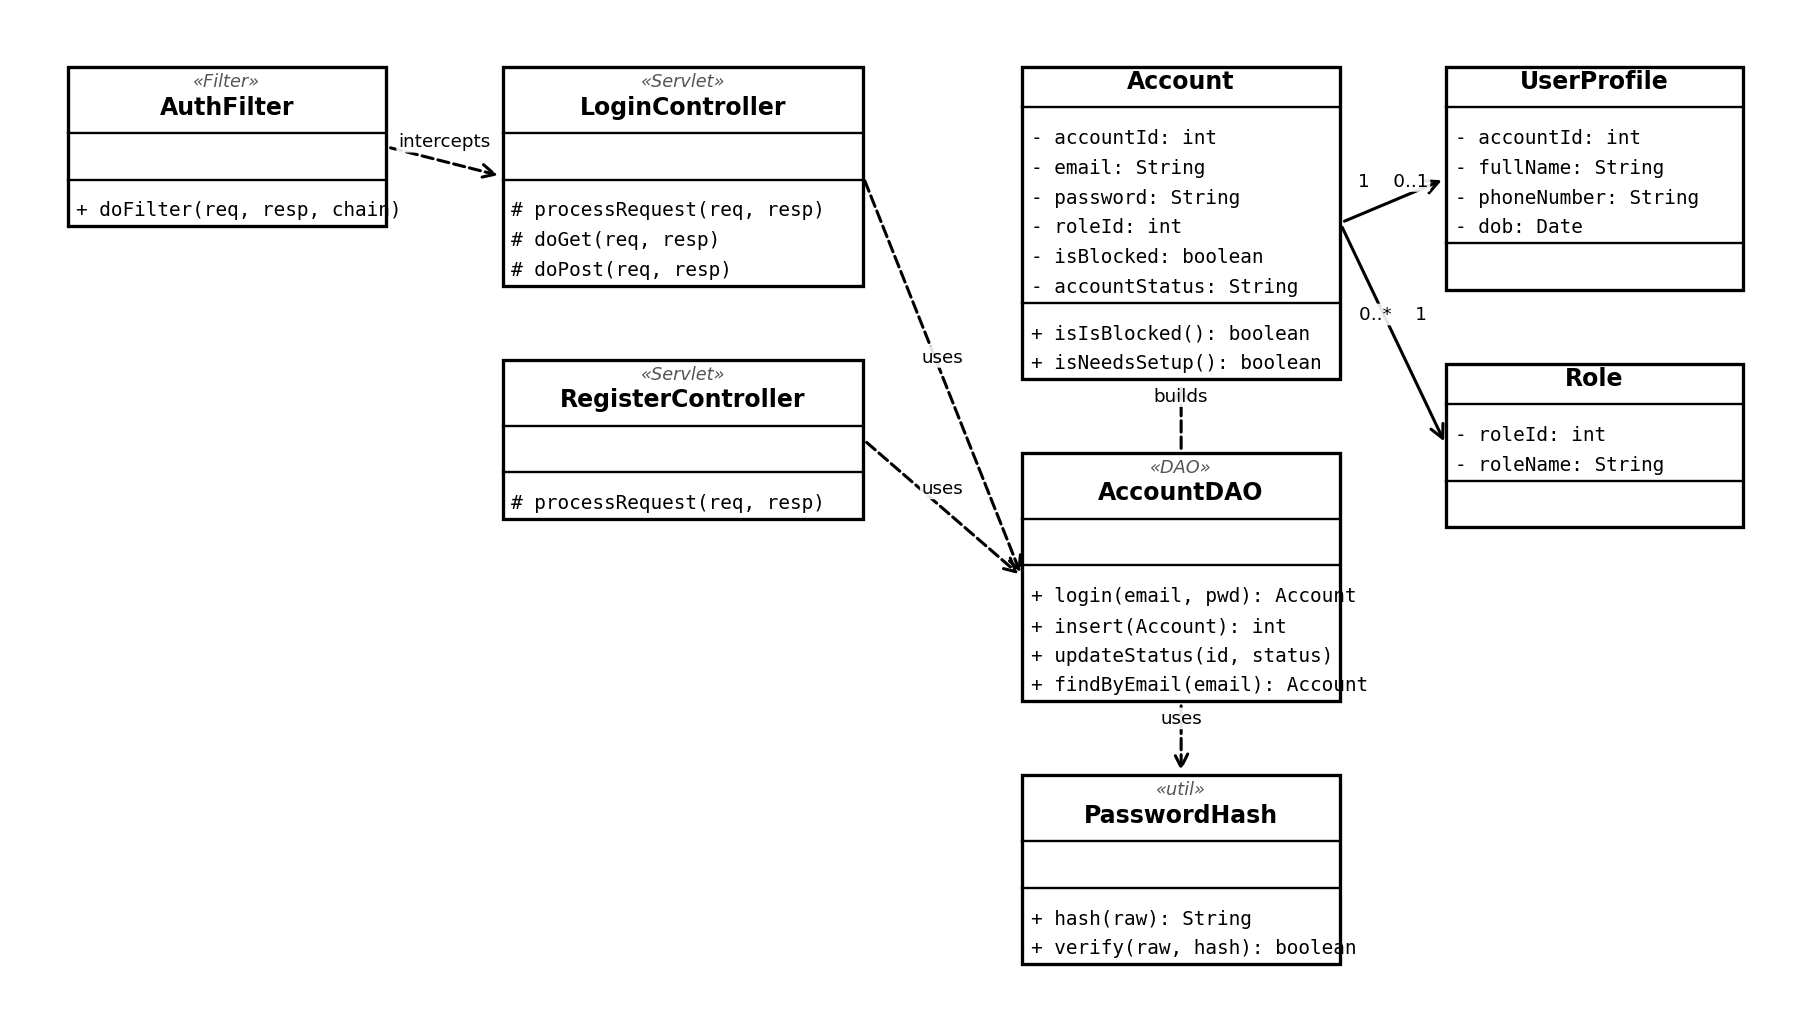 «Filter»
AuthFilter
+ doFilter(req, resp, chain)
intercepts
«Servlet»
LoginController
# processRequest(req, resp)
# doGet(req, resp)
# doPost(req, resp)
uses
«Servlet»
RegisterController
# processRequest(req, resp)
uses
Account
- accountId: int
- email: String
- password: String
- roleId: int
- isBlocked: boolean
- accountStatus: String
+ isIsBlocked(): boolean
+ isNeedsSetup(): boolean
1 0..1
0..* 1
UserProfile
- accountId: int
- fullName: String
- phoneNumber: String
- dob: Date
Role
- roleId: int
- roleName: String
builds
«DAO»
AccountDAO
+ login(email, pwd): Account
+ insert(Account): int
+ updateStatus(id, status)
+ findByEmail(email): Account
uses
«util»
PasswordHash
+ hash(raw): String
+ verify(raw, hash): boolean